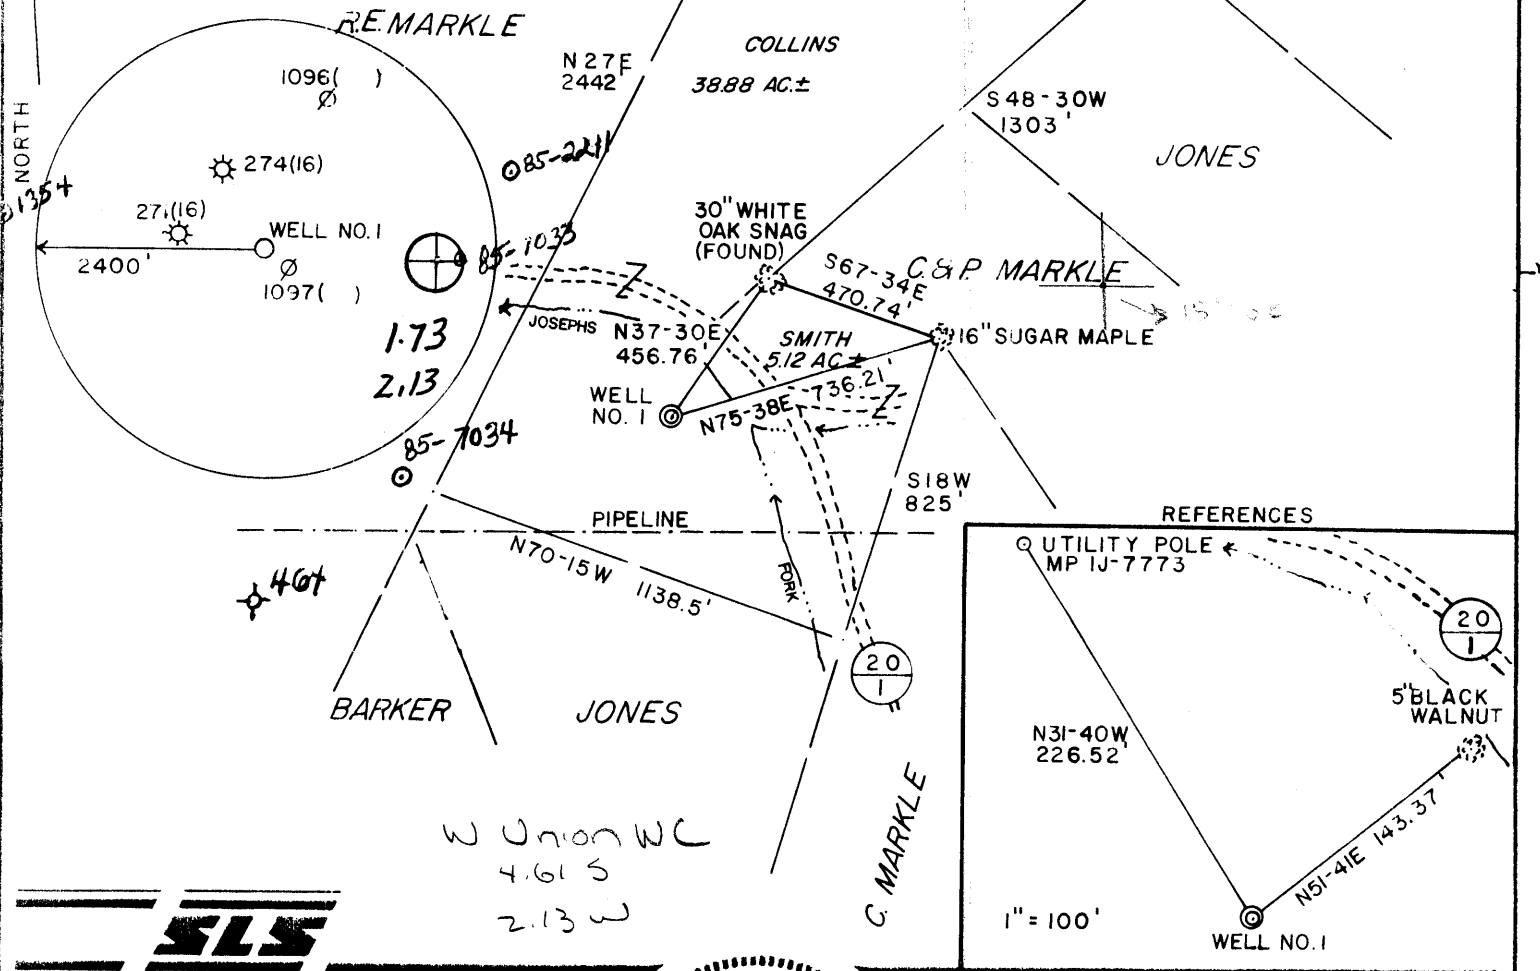 R.E. MARKLE
COLLINS
38.88 AC.±
N 27 E
2442'
1096( )
NORTH
S 48-30W
1303'
JONES
85-2211
274(16)
1354
271(16)
WELL NO. 1
2400'
1097( )
85-7033
30" WHITE
OAK SNAG
(FOUND)
S67-34E
470.74'
C. & P. MARKLE
JOSEPHS
N37-30E
456.76'
SMITH
5.12 AC.±
16" SUGAR MAPLE
1.73
2.13
WELL
NO. 1
N75-38E 736.21'
85-7034
S18W
825'
PIPELINE
N70-15W 1138.5'
FORK
464
20
1
BARKER
JONES
C. MARKLE
W Union WC
4.61 S
2.13 W
SLS
REFERENCES
UTILITY POLE
MP 1J-7773
20
1
5" BLACK
WALNUT
N31-40W
226.52'
N51-41E 143.37'
1" = 100'
WELL NO. 1